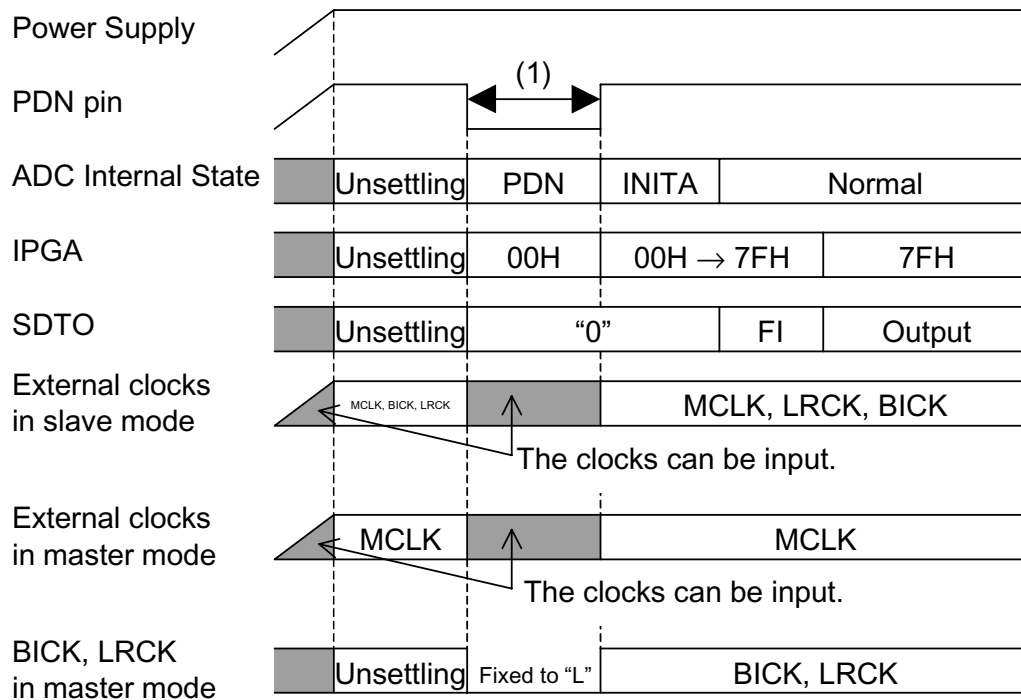 Power Supply
(1)
PDN pin
ADC Internal State
Unsettling PDN INITA Normal
IPGA
Unsettling 00H 00H → 7FH 7FH
SDTO
Unsettling “0” FI Output
External clocks
in slave mode
MCLK, BICK, LRCK MCLK, LRCK, BICK
The clocks can be input.
External clocks
in master mode
MCLK MCLK
The clocks can be input.
BICK, LRCK
in master mode
Unsettling Fixed to “L” BICK, LRCK